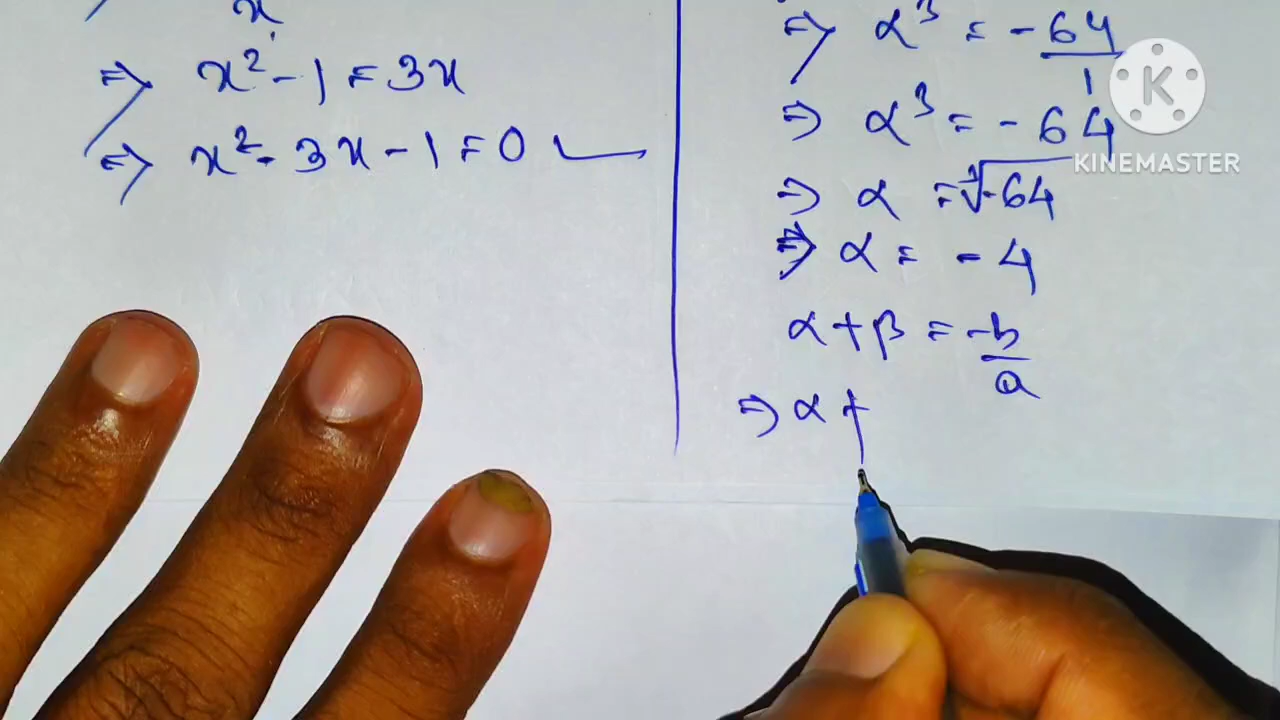 x
⇒ x² - 1 = 3x
⇒ x² - 3x - 1 = 0
⇒ α³ = -64/1
⇒ α³ = -64
⇒ α = ∛-64
⇒ α = -4
α + β = -b/a
⇒ α +
K
KINEMASTER